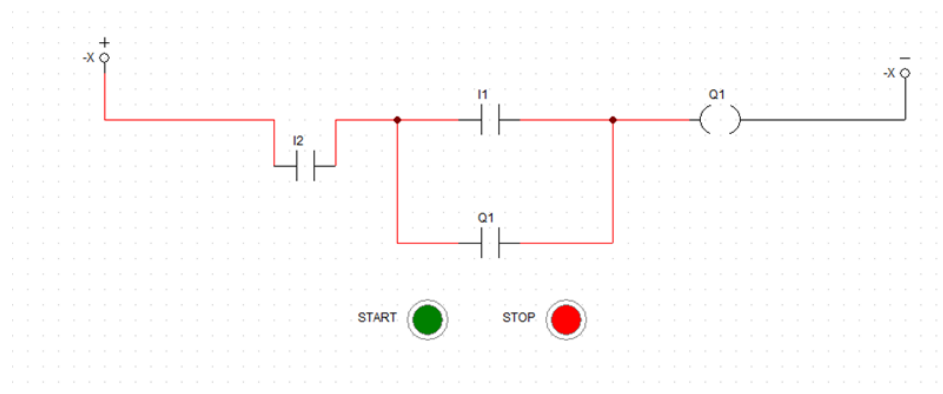 +
-X
−
-X
I1
Q1
I2
Q1
START
STOP